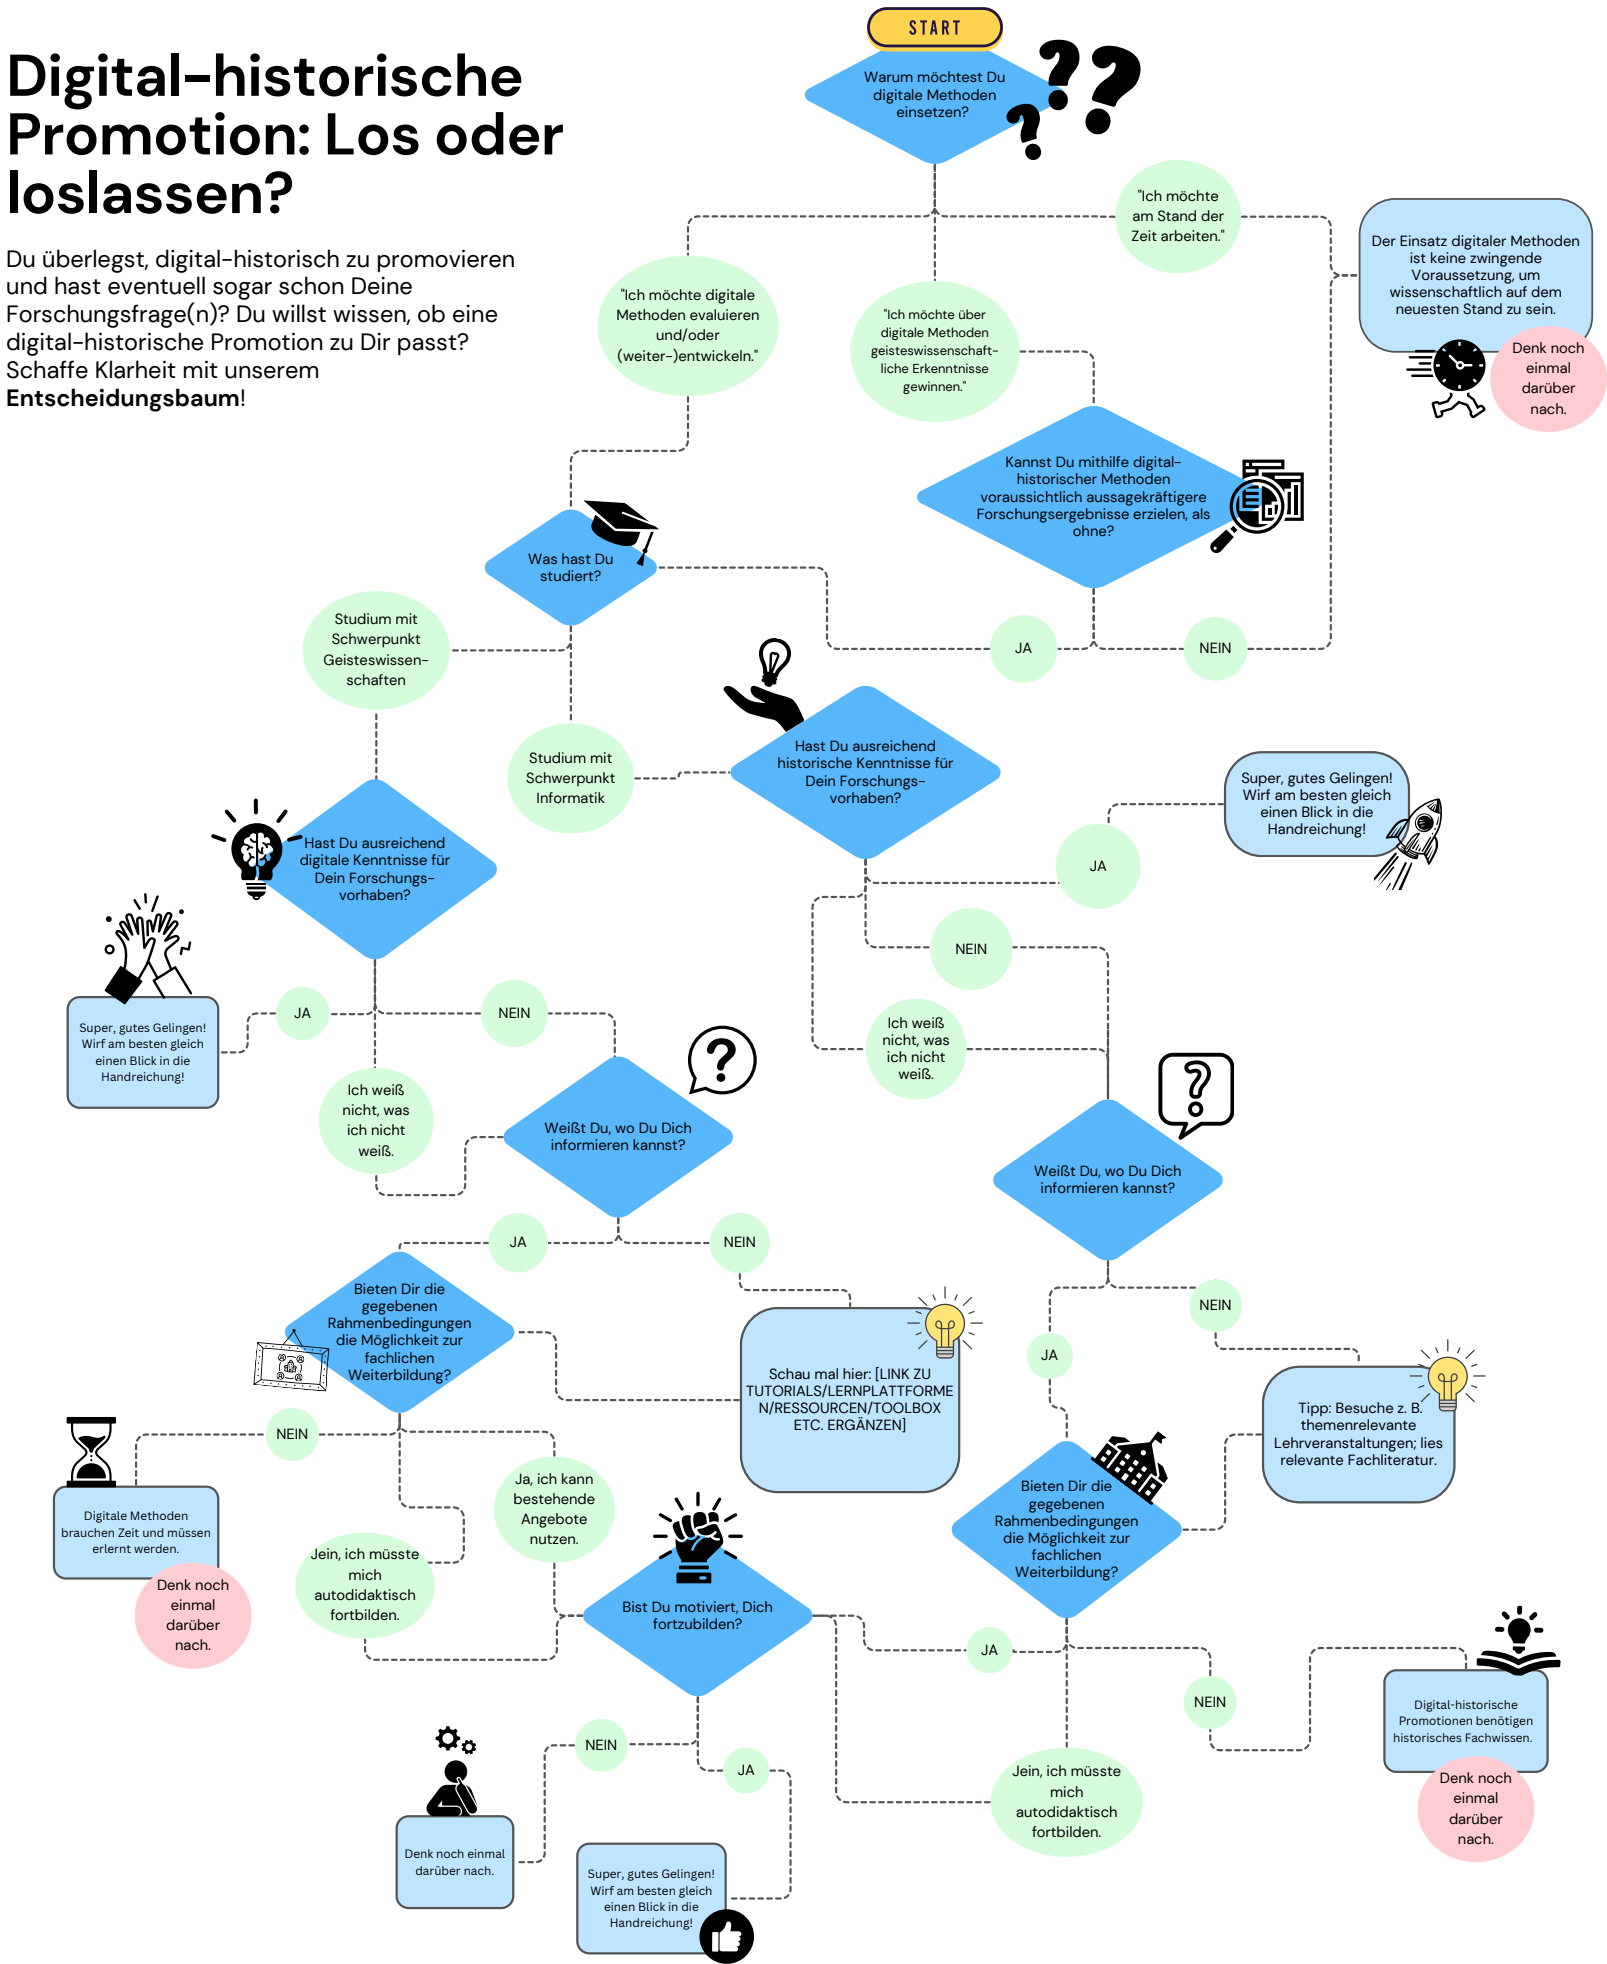 START
Digital-historische
Promotion: Los oder
loslassen?
Du überlegst, digital-historisch zu promovieren
und hast eventuell sogar schon Deine
Forschungsfrage(n)? Du willst wissen, ob eine
digital-historische Promotion zu Dir passt?
Schaffe Klarheit mit unserem
Entscheidungsbaum!
Warum möchtest Du
digitale Methoden
einsetzen?
"Ich möchte
am Stand der
Zeit arbeiten."
Der Einsatz digitaler Methoden
ist keine zwingende
Voraussetzung, um
wissenschaftlich auf dem
neuesten Stand zu sein.
Denk noch
einmal
darüber
nach.
"Ich möchte digitale
Methoden evaluieren
und/oder
(weiter-)entwickeln."
"Ich möchte über
digitale Methoden
geisteswissenschaft-
liche Erkenntnisse
gewinnen."
Kannst Du mithilfe digital-
historischer Methoden
voraussichtlich aussagekräftigere
Forschungsergebnisse erzielen, als
ohne?
Was hast Du
studiert?
JA
NEIN
Studium mit
Schwerpunkt
Geisteswissen-
schaften
Studium mit
Schwerpunkt
Informatik
Hast Du ausreichend
historische Kenntnisse für
Dein Forschungs-
vorhaben?
Super, gutes Gelingen!
Wirf am besten gleich
einen Blick in die
Handreichung!
JA
Hast Du ausreichend
digitale Kenntnisse für
Dein Forschungs-
vorhaben?
NEIN
Super, gutes Gelingen!
Wirf am besten gleich
einen Blick in die
Handreichung!
JA
NEIN
Ich weiß
nicht, was
ich nicht
weiß.
Ich weiß
nicht, was
ich nicht
weiß.
Weißt Du, wo Du Dich
informieren kannst?
Weißt Du, wo Du Dich
informieren kannst?
JA
NEIN
Bieten Dir die
gegebenen
Rahmenbedingungen
die Möglichkeit zur
fachlichen
Weiterbildung?
NEIN
JA
Schau mal hier: [LINK ZU
TUTORIALS/LERNPLATTFORME
N/RESSOURCEN/TOOLBOX
ETC. ERGÄNZEN]
Tipp: Besuche z. B.
themenrelevante
Lehrveranstaltungen; lies
relevante Fachliteratur.
NEIN
Digitale Methoden
brauchen Zeit und müssen
erlernt werden.
Denk noch
einmal
darüber
nach.
Ja, ich kann
bestehende
Angebote
nutzen.
Jein, ich müsste
mich
autodidaktisch
fortbilden.
Bieten Dir die
gegebenen
Rahmenbedingungen
die Möglichkeit zur
fachlichen
Weiterbildung?
Bist Du motiviert, Dich
fortzubilden?
JA
NEIN
Digital-historische
Promotionen benötigen
historisches Fachwissen.
Denk noch
einmal
darüber
nach.
NEIN
JA
Jein, ich müsste
mich
autodidaktisch
fortbilden.
Denk noch einmal
darüber nach.
Super, gutes Gelingen!
Wirf am besten gleich
einen Blick in die
Handreichung!